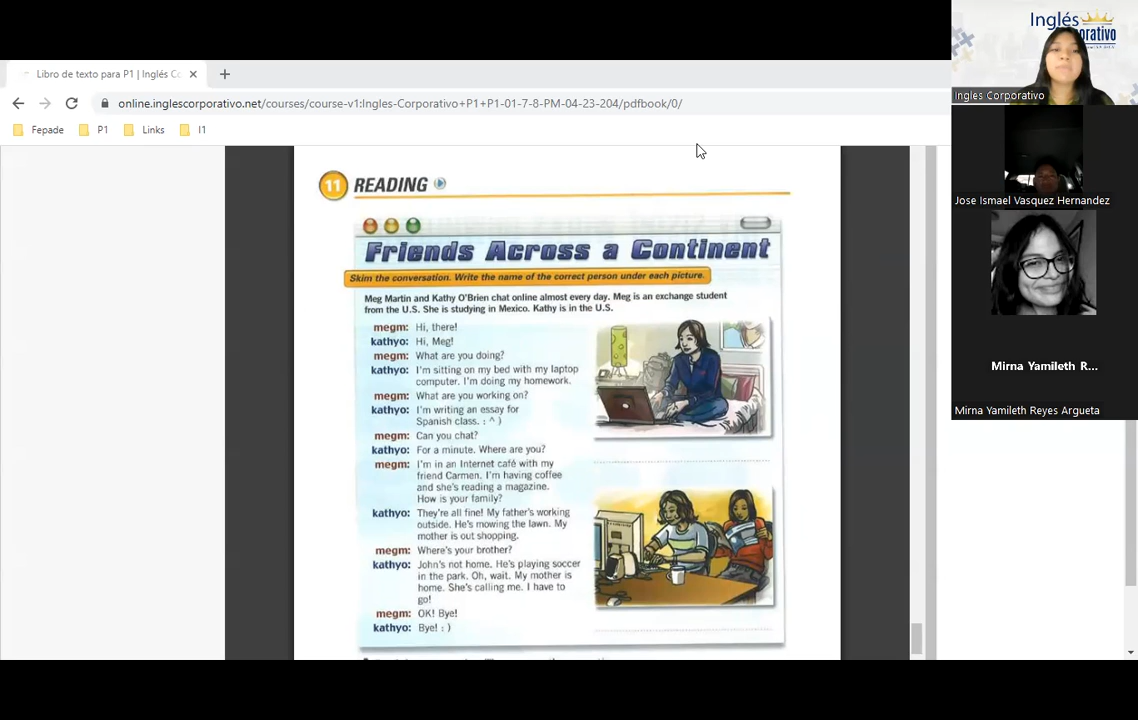 Libro de texto para P1 | Inglés Co
online.inglescorporativo.net/courses/course-v1:Ingles-Corporativo+P1+P1-01-7-8-PM-04-23-204/pdfbook/0/
Fepade P1 Links I1
11 READING
Friends Across a Continent
Skim the conversation. Write the name of the correct person under each picture.
Meg Martin and Kathy O'Brien chat online almost every day. Meg is an exchange student
from the U.S. She is studying in Mexico. Kathy is in the U.S.
megm: Hi, there!
kathyo: Hi, Meg!
megm: What are you doing?
kathyo: I'm sitting on my bed with my laptop
computer. I'm doing my homework.
megm: What are you working on?
kathyo: I'm writing an essay for
Spanish class. : ^ )
megm: Can you chat?
kathyo: For a minute. Where are you?
megm: I'm in an Internet café with my
friend Carmen. I'm having coffee
and she's reading a magazine.
How is your family?
kathyo: They're all fine! My father's working
outside. He's mowing the lawn. My
mother is out shopping.
megm: Where's your brother?
kathyo: John's not home. He's playing soccer
in the park. Oh, wait. My mother is
home. She's calling me. I have to
go!
megm: OK! Bye!
kathyo: Bye! : )
Inglés
Ingles Corporativo
Jose Ismael Vasquez Hernandez
Mirna Yamileth R...
Mirna Yamileth Reyes Argueta